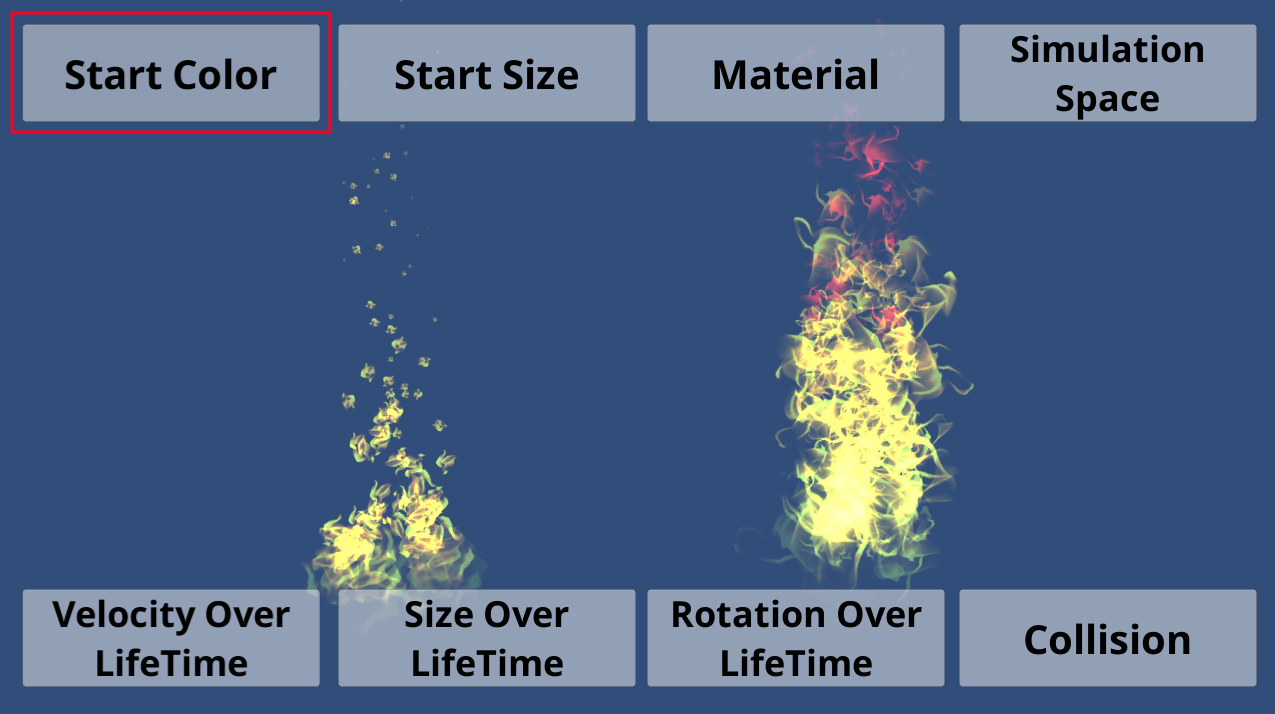 Start Color
Start Size
Material
Simulation
Space
Velocity Over
LifeTime
Size Over
LifeTime
Rotation Over
LifeTime
Collision